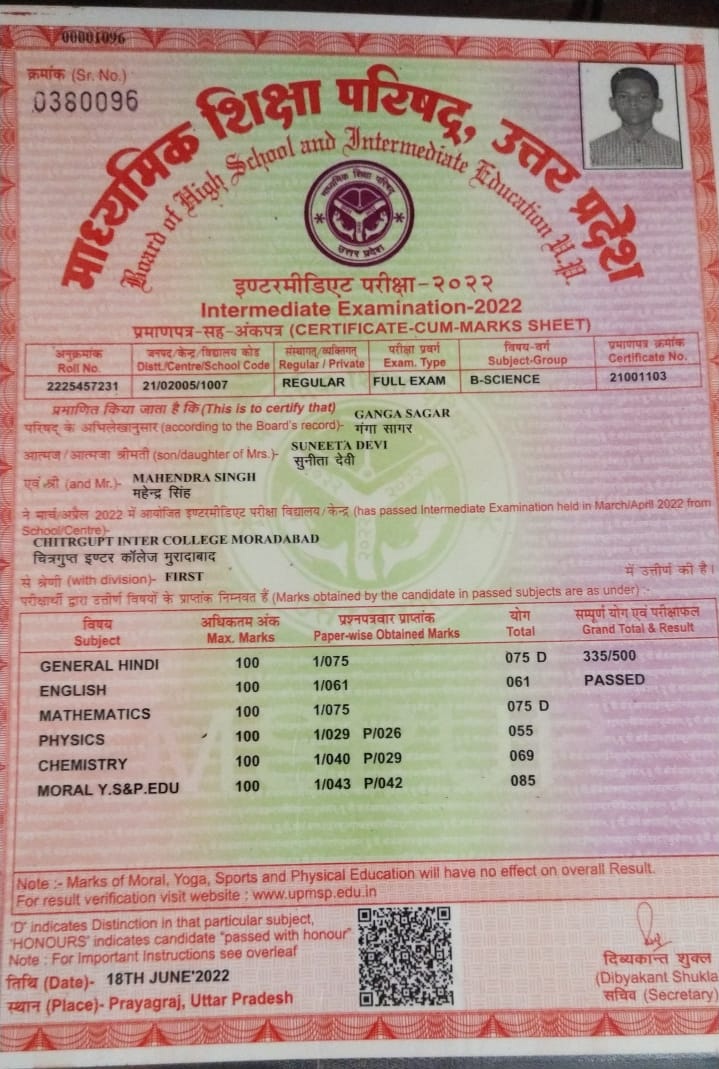 00001096
क्रमांक (Sr. No.)
0380096
माध्यमिक शिक्षा परिषद्, उत्तर प्रदेश
Board of High School and Intermediate Education U.P.
माध्यमिक शिक्षा परिषद्
उत्तर प्रदेश
इण्टरमीडिएट परीक्षा-२०२२
Intermediate Examination-2022
प्रमाणपत्र-सह-अंकपत्र (CERTIFICATE-CUM-MARKS SHEET)
अनुक्रमांक जनपद/केन्द्र/विद्यालय कोड संस्थागत/व्यक्तिगत परीक्षा प्रवर्ग विषय-वर्ग प्रमाणपत्र क्रमांक
Roll No. Distt./Centre/School Code Regular / Private Exam. Type Subject-Group Certificate No.
2225457231 21/02005/1007 REGULAR FULL EXAM B-SCIENCE 21001103
प्रमाणित किया जाता है कि (This is to certify that) GANGA SAGAR
परिषद् के अभिलेखानुसार (according to the Board's record)- गंगा सागर
SUNEETA DEVI
आत्मज/आत्मजा श्रीमती (son/daughter of Mrs.)- सुनीता देवी
एवं श्री (and Mr.)- MAHENDRA SINGH
महेन्द्र सिंह
ने मार्च/अप्रैल 2022 में आयोजित इण्टरमीडिएट परीक्षा विद्यालय/केन्द्र (has passed Intermediate Examination held in March/April 2022 from
School/Centre)-
CHITRGUPT INTER COLLEGE MORADABAD
चित्रगुप्त इण्टर कॉलेज मुरादाबाद
से श्रेणी (with division)- FIRST में उत्तीर्ण की है।
परीक्षार्थी द्वारा उत्तीर्ण विषयों के प्राप्तांक निम्नवत हैं (Marks obtained by the candidate in passed subjects are as under) :-
विषय अधिकतम अंक प्रश्नपत्रवार प्राप्तांक योग सम्पूर्ण योग एवं परीक्षाफल
Subject Max. Marks Paper-wise Obtained Marks Total Grand Total & Result
GENERAL HINDI 100 1/075 075 D 335/500
ENGLISH 100 1/061 061 PASSED
MATHEMATICS 100 1/075 075 D
PHYSICS 100 1/029 P/026 055
CHEMISTRY 100 1/040 P/029 069
MORAL Y.S&P.EDU 100 1/043 P/042 085
Note :- Marks of Moral, Yoga, Sports and Physical Education will have no effect on overall Result.
For result verification visit website : www.upmsp.edu.in
'D' indicates Distinction in that particular subject,
'HONOURS' indicates candidate "passed with honour"
Note : For Important Instructions see overleaf
तिथि (Date)- 18TH JUNE'2022
स्थान (Place)- Prayagraj, Uttar Pradesh
दिव्यकान्त शुक्ल
(Dibyakant Shukla)
सचिव (Secretary)